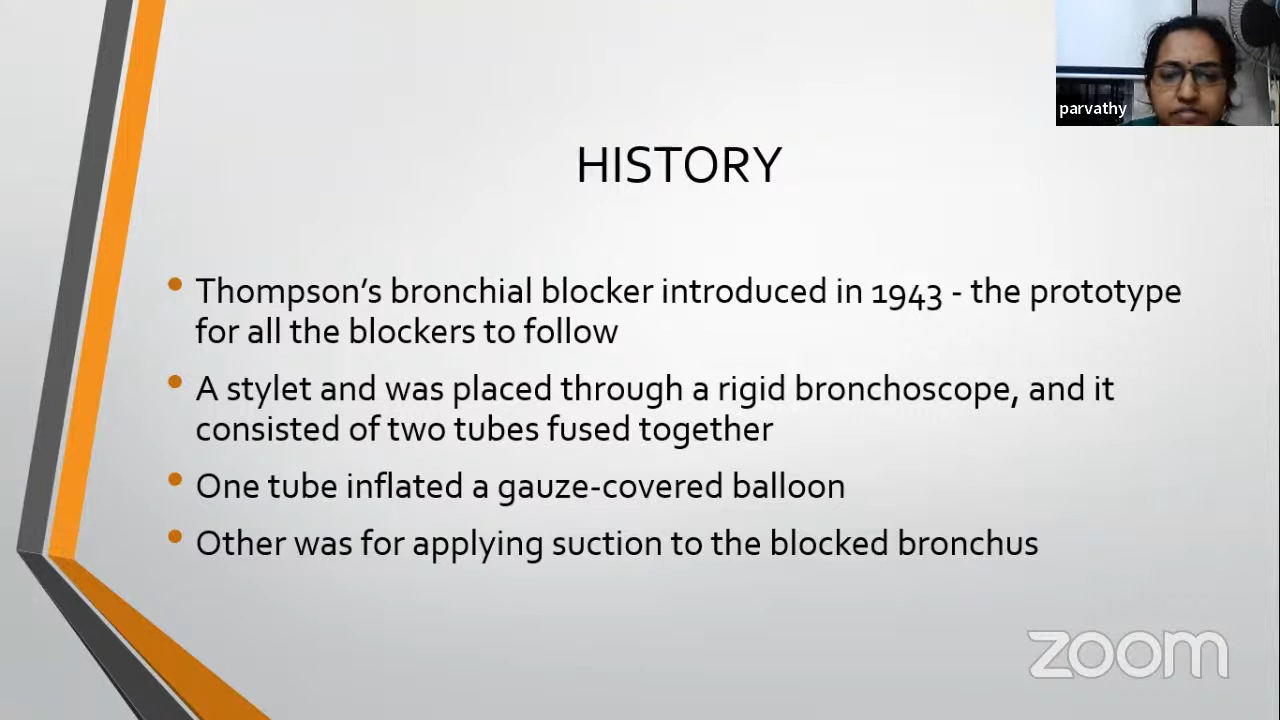 parvathy
HISTORY
• Thompson’s bronchial blocker introduced in 1943 - the prototype
for all the blockers to follow
• A stylet and was placed through a rigid bronchoscope, and it
consisted of two tubes fused together
• One tube inflated a gauze-covered balloon
• Other was for applying suction to the blocked bronchus
zoom